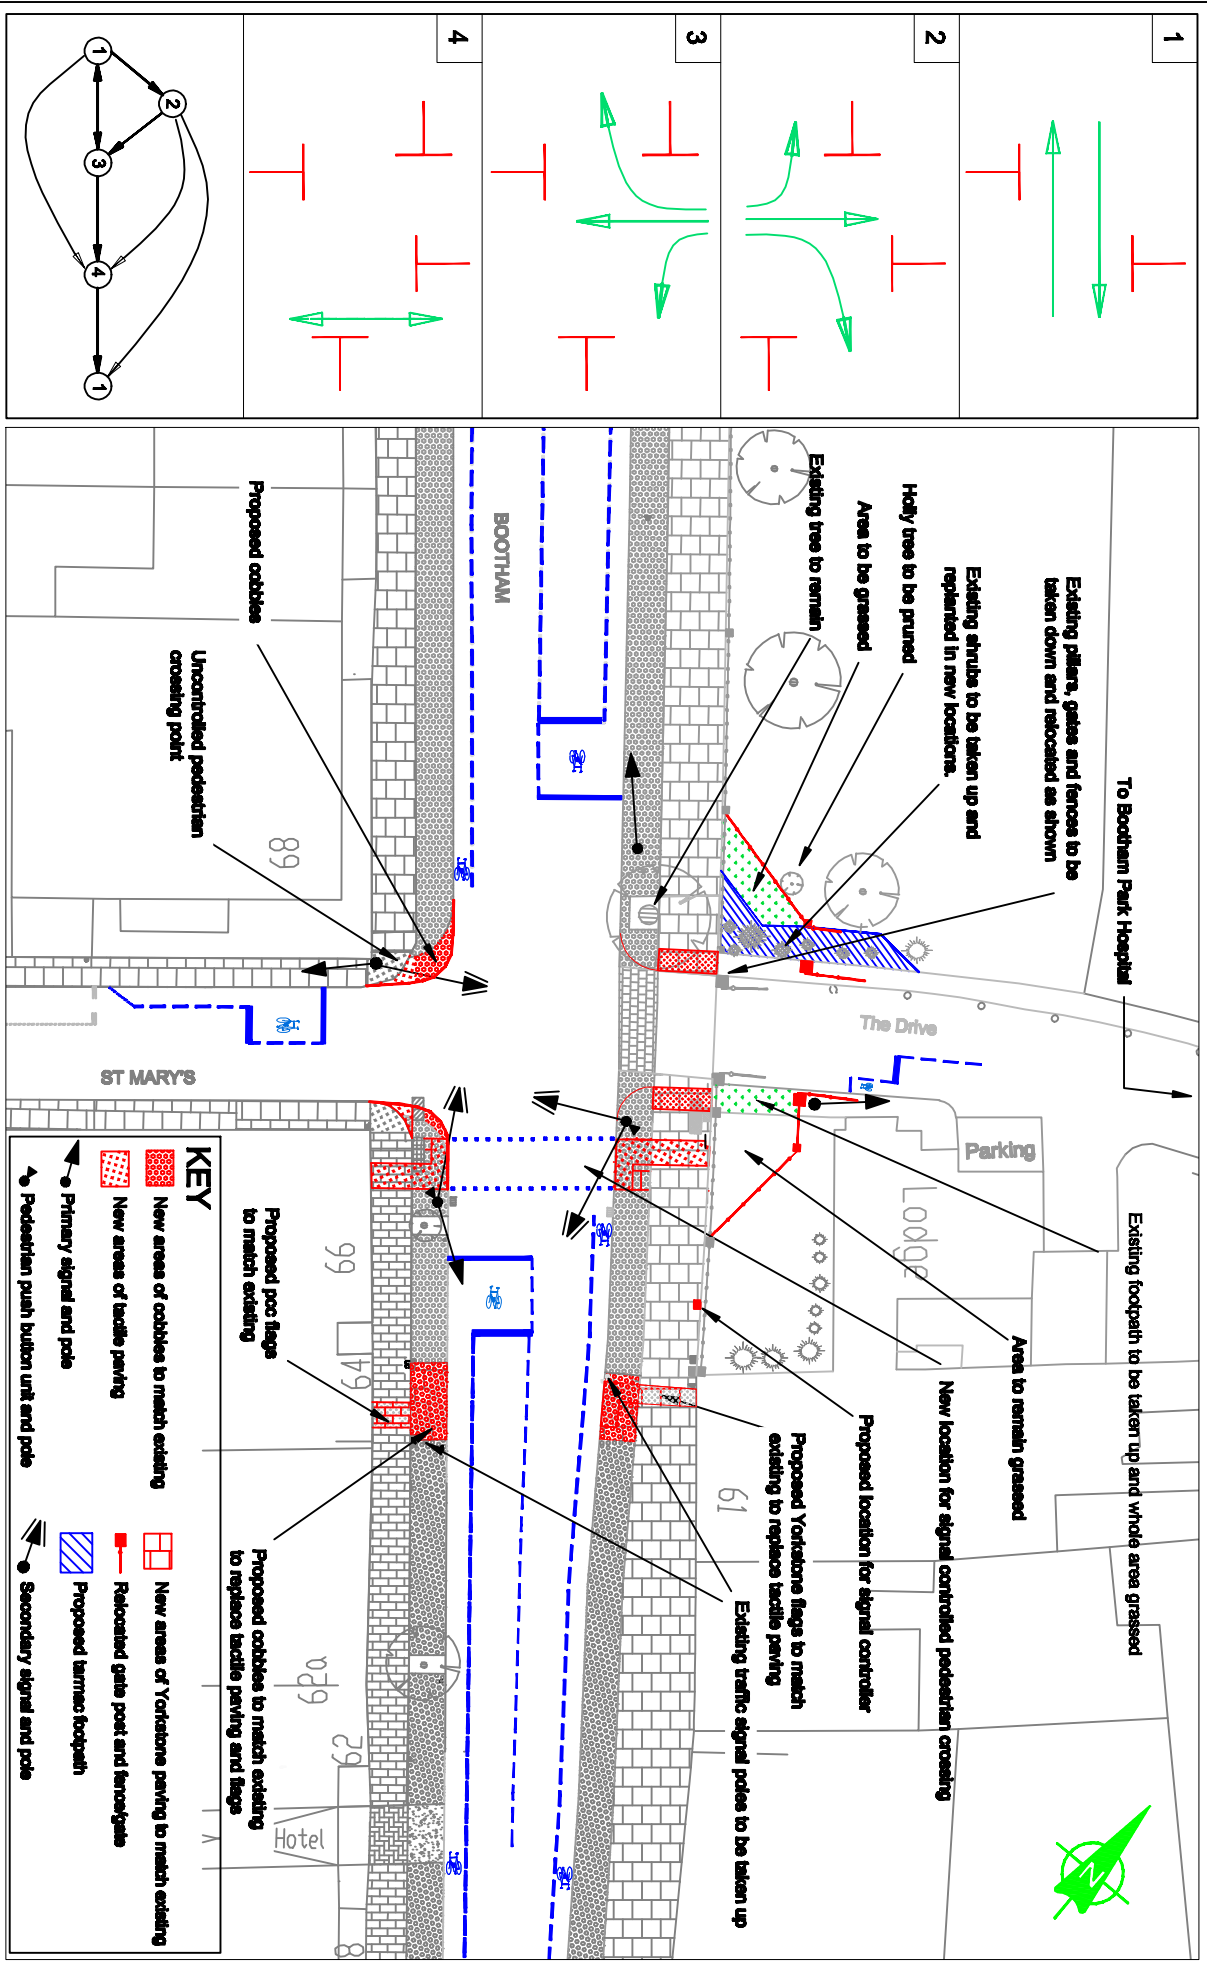 1
2
3
4
1
2
3
4
1
To Bootham Park Hospital
Existing pillars, gates and fences to be
taken down and relocated as shown
Existing shrubs to be taken up and
replanted in new locations.
Holly tree to be pruned
Area to be grassed
Existing tree to remain
BOOTHAM
Proposed cobbles
Uncontrolled pedestrian
crossing point
68
The Drive
ST MARY'S
Parking
Lodge
Existing footpath to be taken up and whole area grassed
Area to remain grassed
New location for signal controlled pedestrian crossing
Proposed location for signal controller
Proposed Yorkstone flags to match
existing to replace tactile paving
Existing traffic signal poles to be taken up
61
66
64
62a
62
Hotel
8
Proposed pcc flags
to match existing
Proposed cobbles to match existing
to replace tactile paving and flags
KEY
New areas of cobbles to match existing
New areas of tactile paving
Primary signal and pole
Pedestrian push button unit and pole
New areas of Yorkstone paving to match existing
Relocated gate post and fence/gate
Proposed tarmac footpath
Secondary signal and pole
N